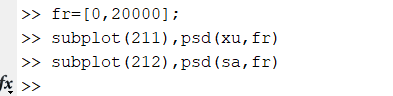 >> fr=[0,20000];
>> subplot(211),psd(xu,fr)
>> subplot(212),psd(sa,fr)
fx >>